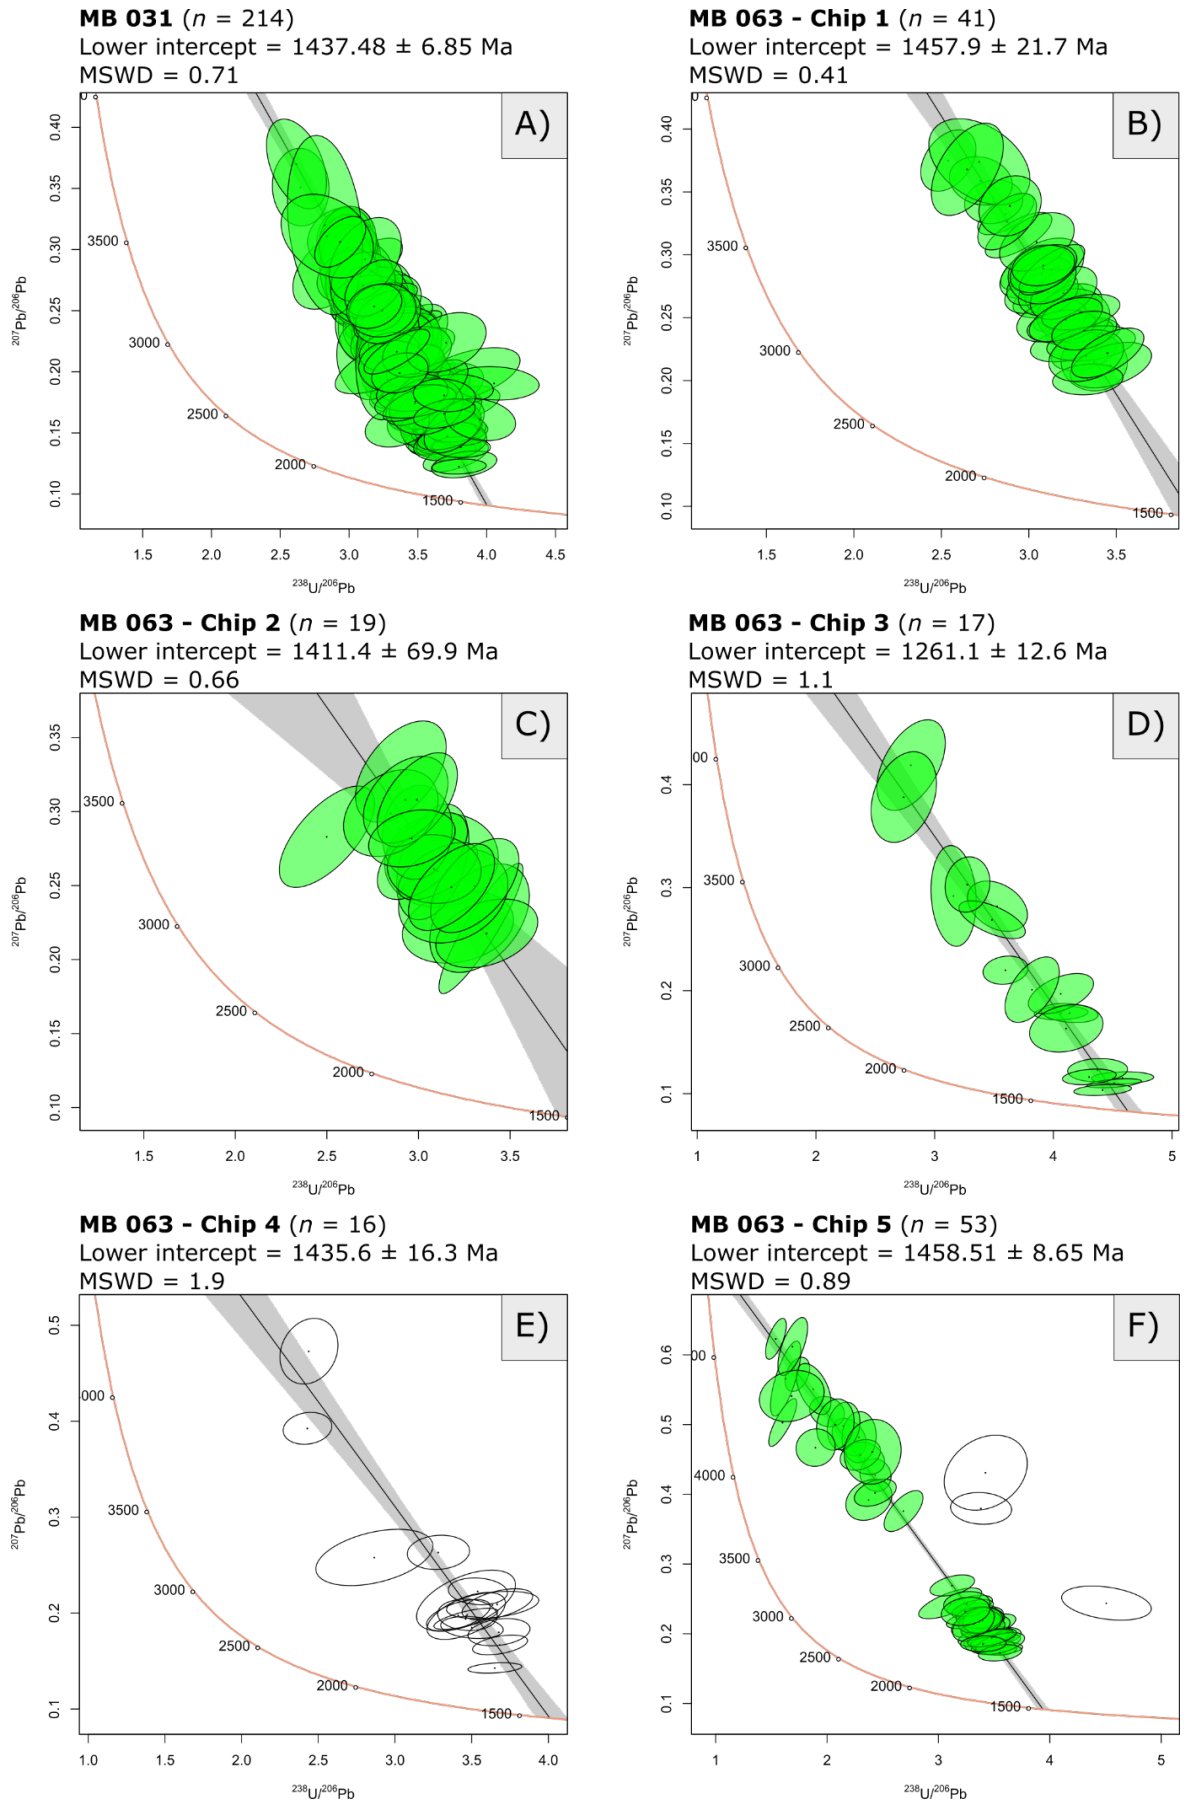 MB 031 (n = 214)
Lower intercept = 1437.48 ± 6.85 Ma
MSWD = 0.71
A)
0.40
0.35
0.30
0.25
0.20
0.15
0.10
207Pb/206Pb
0
3500
3000
2500
2000
1500
1.5 2.0 2.5 3.0 3.5 4.0 4.5
238U/206Pb
MB 063 - Chip 1 (n = 41)
Lower intercept = 1457.9 ± 21.7 Ma
MSWD = 0.41
B)
0.40
0.35
0.30
0.25
0.20
0.15
0.10
207Pb/206Pb
0
3500
3000
2500
2000
1500
1.5 2.0 2.5 3.0 3.5
238U/206Pb
MB 063 - Chip 2 (n = 19)
Lower intercept = 1411.4 ± 69.9 Ma
MSWD = 0.66
C)
0.35
0.30
0.25
0.20
0.15
0.10
207Pb/206Pb
3500
3000
2500
2000
1500
1.5 2.0 2.5 3.0 3.5
238U/206Pb
MB 063 - Chip 3 (n = 17)
Lower intercept = 1261.1 ± 12.6 Ma
MSWD = 1.1
D)
0.4
0.3
0.2
0.1
207Pb/206Pb
00
3500
3000
2500
2000
1500
1 2 3 4 5
238U/206Pb
MB 063 - Chip 4 (n = 16)
Lower intercept = 1435.6 ± 16.3 Ma
MSWD = 1.9
E)
0.5
0.4
0.3
0.2
0.1
207Pb/206Pb
000
3500
3000
2500
2000
1500
1.0 1.5 2.0 2.5 3.0 3.5 4.0
238U/206Pb
MB 063 - Chip 5 (n = 53)
Lower intercept = 1458.51 ± 8.65 Ma
MSWD = 0.89
F)
0.6
0.5
0.4
0.3
0.2
0.1
207Pb/206Pb
00
4000
3500
3000
2500
2000
1500
1 2 3 4 5
238U/206Pb